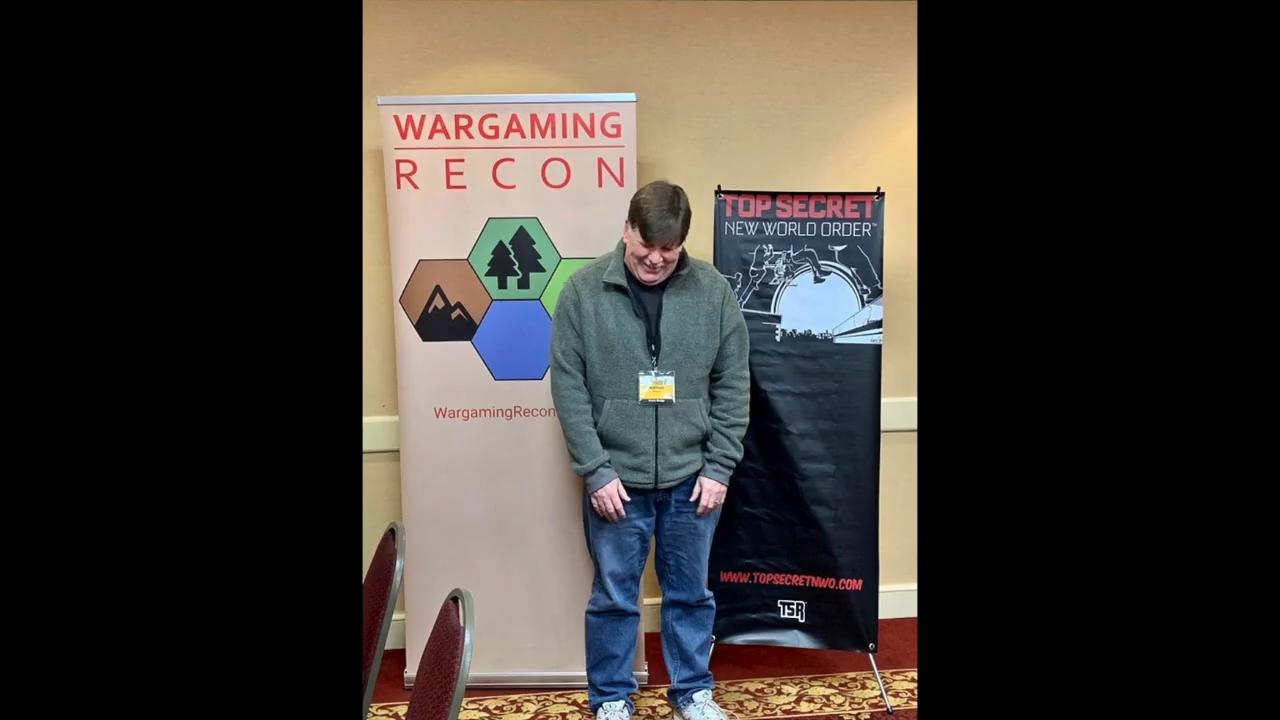 WARGAMING
RECON
WargamingRecon
TOP SECRET
NEW WORLD ORDER™
WWW.TOPSECRETNWO.COM
TSR